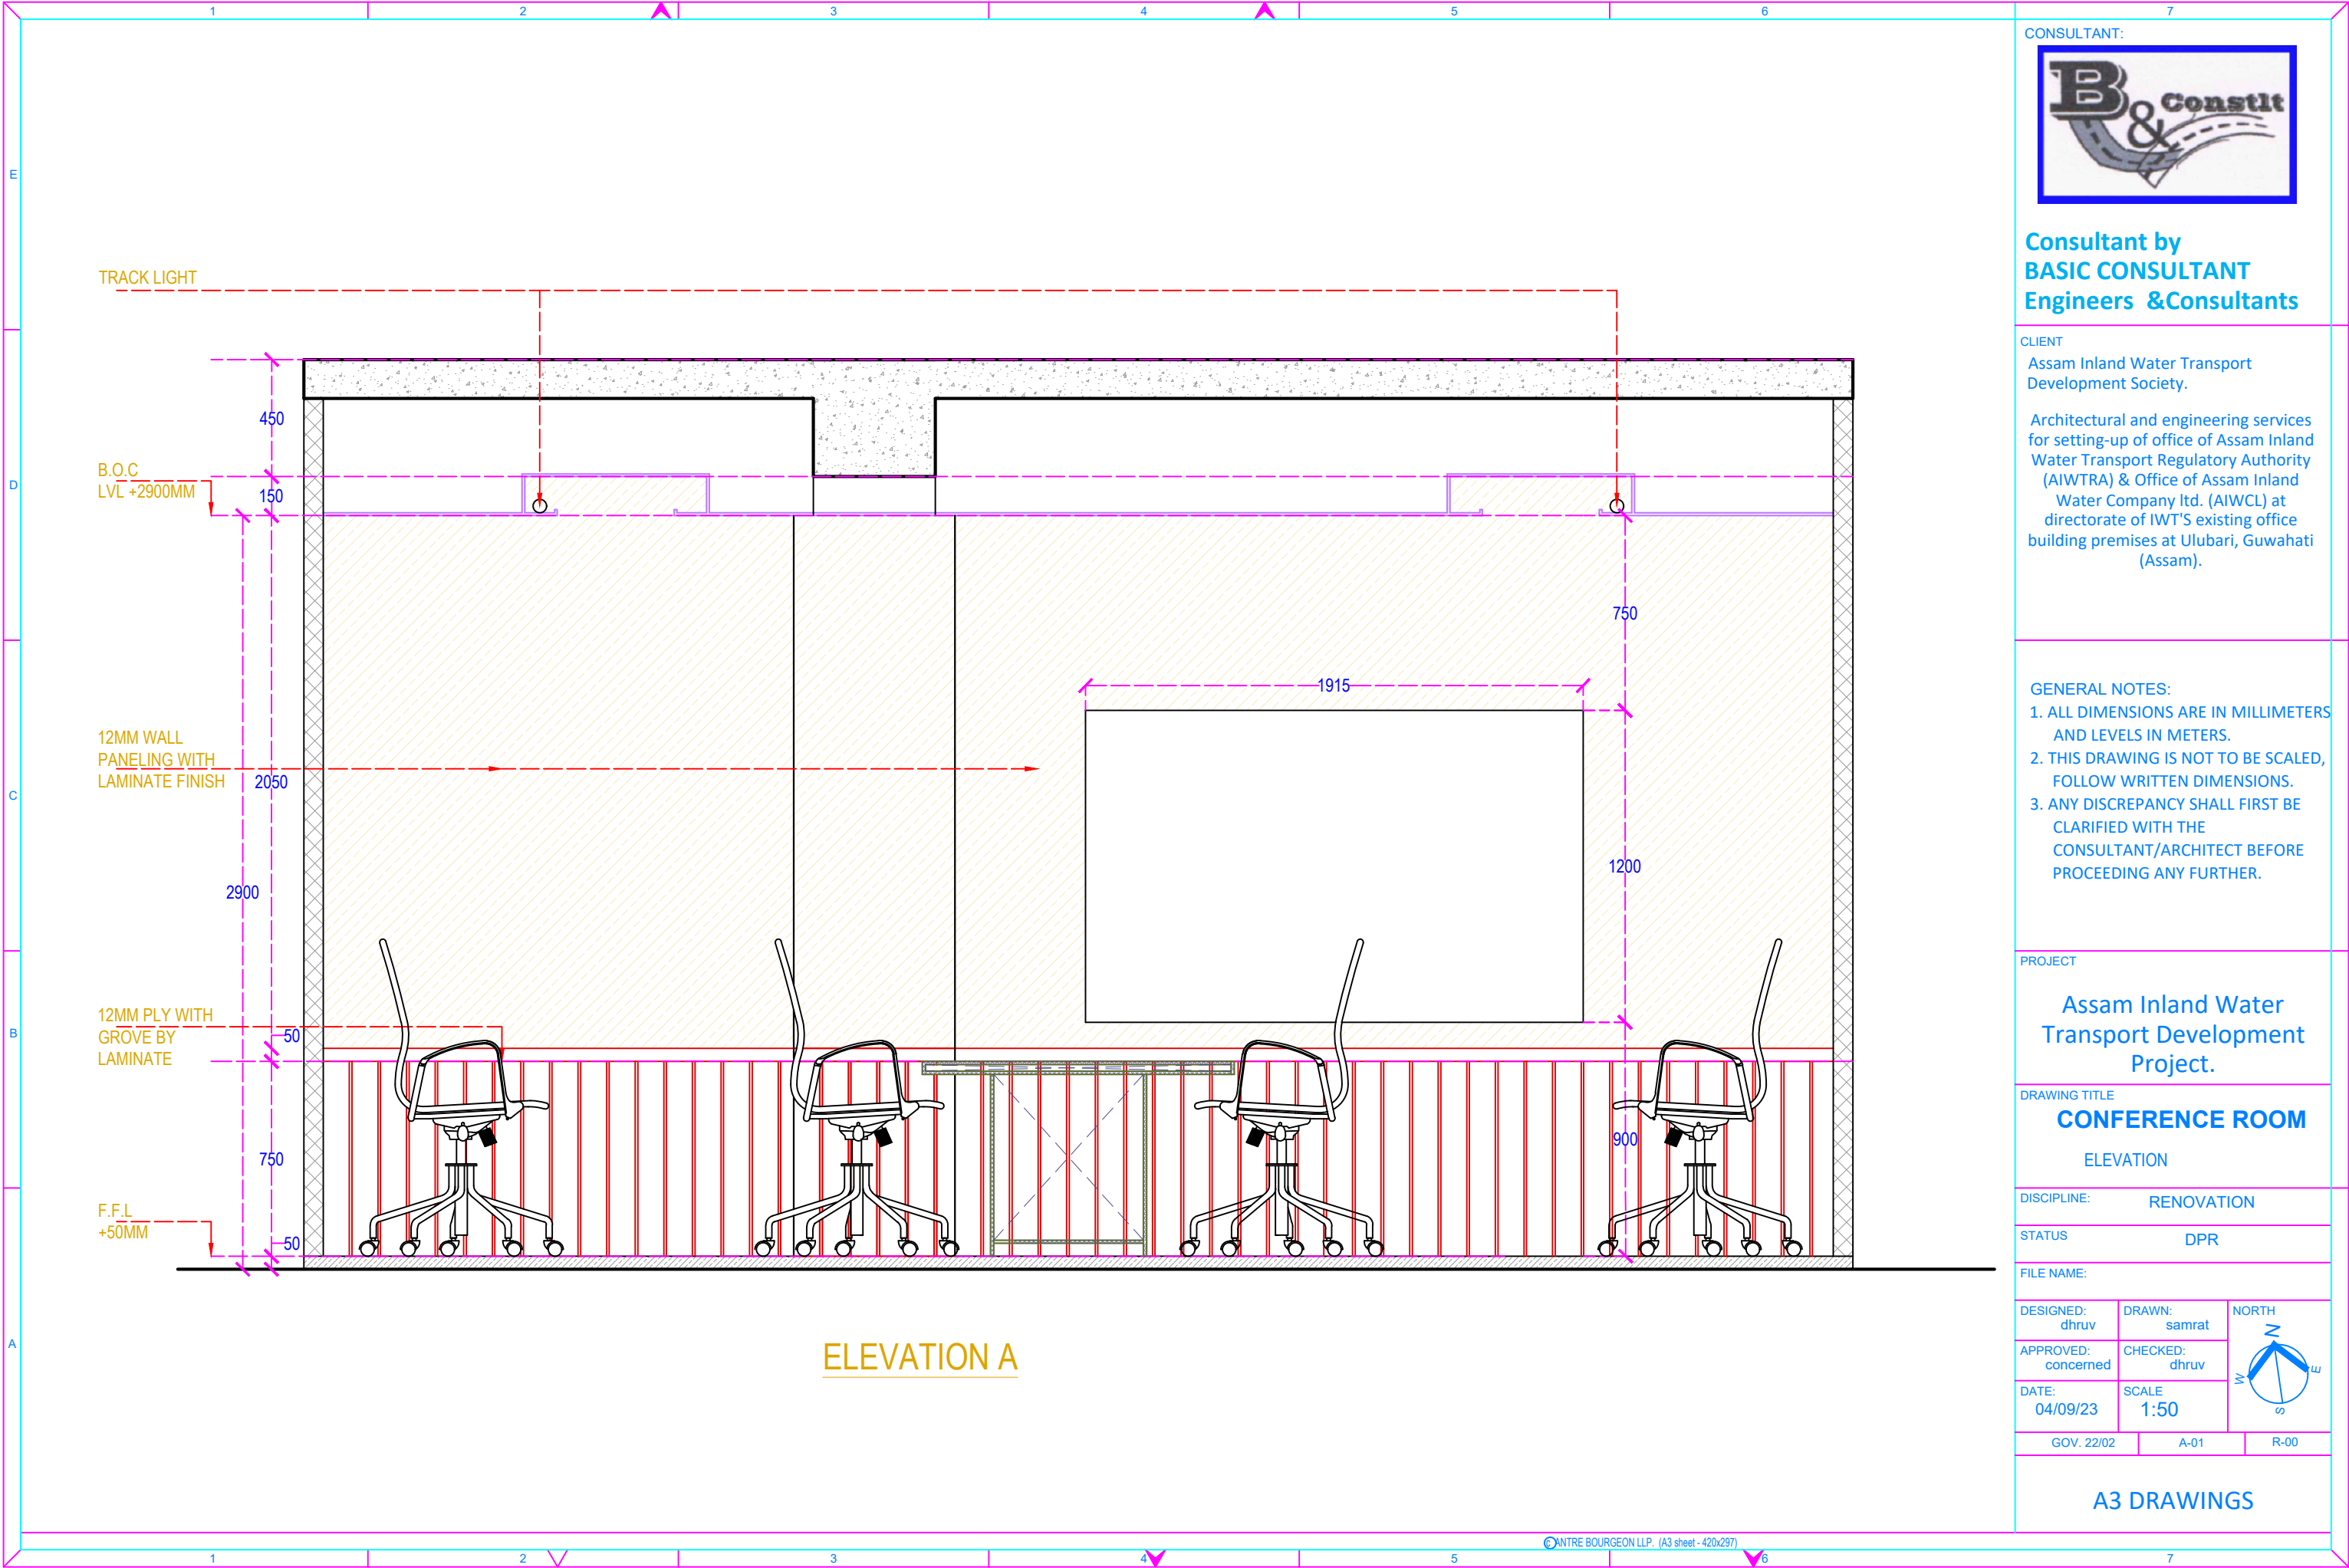 1 2 3 4 5 6 7
E
D
C
B
A
TRACK LIGHT
450
B.O.C
LVL +2900MM
150
750
1915
12MM WALL
PANELING WITH
LAMINATE FINISH
2050
1200
2900
12MM PLY WITH
GROVE BY
LAMINATE
50
750
900
F.F.L
+50MM
50
ELEVATION A
CONSULTANT:
B & Constlt
Consultant by
BASIC CONSULTANT
Engineers &Consultants
CLIENT
Assam Inland Water Transport
Development Society.
Architectural and engineering services
for setting-up of office of Assam Inland
Water Transport Regulatory Authority
(AIWTRA) & Office of Assam Inland
Water Company ltd. (AIWCL) at
directorate of IWT'S existing office
building premises at Ulubari, Guwahati
(Assam).
GENERAL NOTES:
1. ALL DIMENSIONS ARE IN MILLIMETERS
AND LEVELS IN METERS.
2. THIS DRAWING IS NOT TO BE SCALED,
FOLLOW WRITTEN DIMENSIONS.
3. ANY DISCREPANCY SHALL FIRST BE
CLARIFIED WITH THE
CONSULTANT/ARCHITECT BEFORE
PROCEEDING ANY FURTHER.
PROJECT
Assam Inland Water
Transport Development
Project.
DRAWING TITLE
CONFERENCE ROOM
ELEVATION
DISCIPLINE: RENOVATION
STATUS DPR
FILE NAME:
DESIGNED: DRAWN: NORTH
dhruv samrat
APPROVED: CHECKED:
concerned dhruv
DATE: SCALE
04/09/23 1:50
N
W E
S
GOV. 22/02 A-01 R-00
A3 DRAWINGS
© ANTRE BOURGEON LLP. (A3 sheet - 420x297)
1 2 3 4 5 6 7